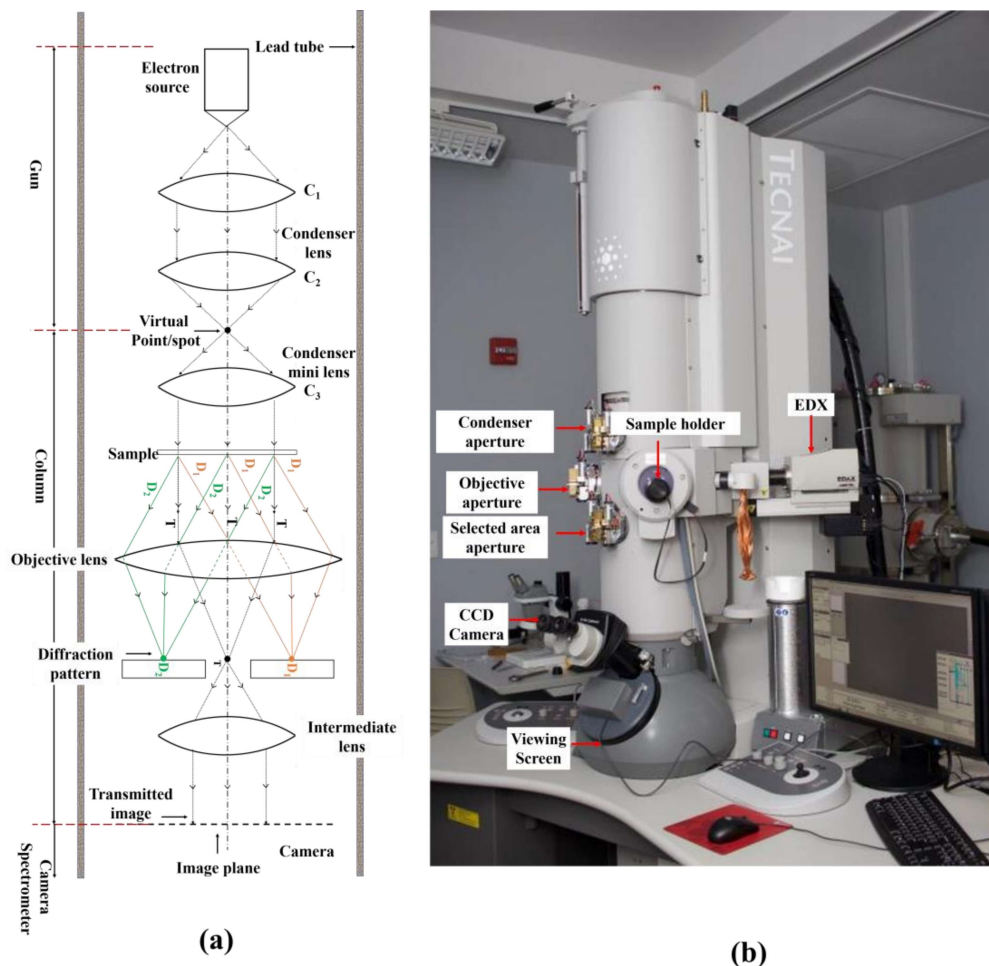 Lead tube
Electron
source
Gun
C1
Condenser
lens
C2
Virtual
Point/spot
Condenser
mini lens
C3
Column
Sample
D2
D1
D2
D1
D2
D1
T
T
T
Objective lens
Diffraction
pattern
D2
T
D1
Intermediate
lens
Transmitted
image
Camera
Image plane
Camera
Spectrometer
(a)
TECNAI
EDX
Condenser
aperture
Sample holder
EDAX
Objective
aperture
Selected area
aperture
CCD
Camera
Viewing
Screen
(b)